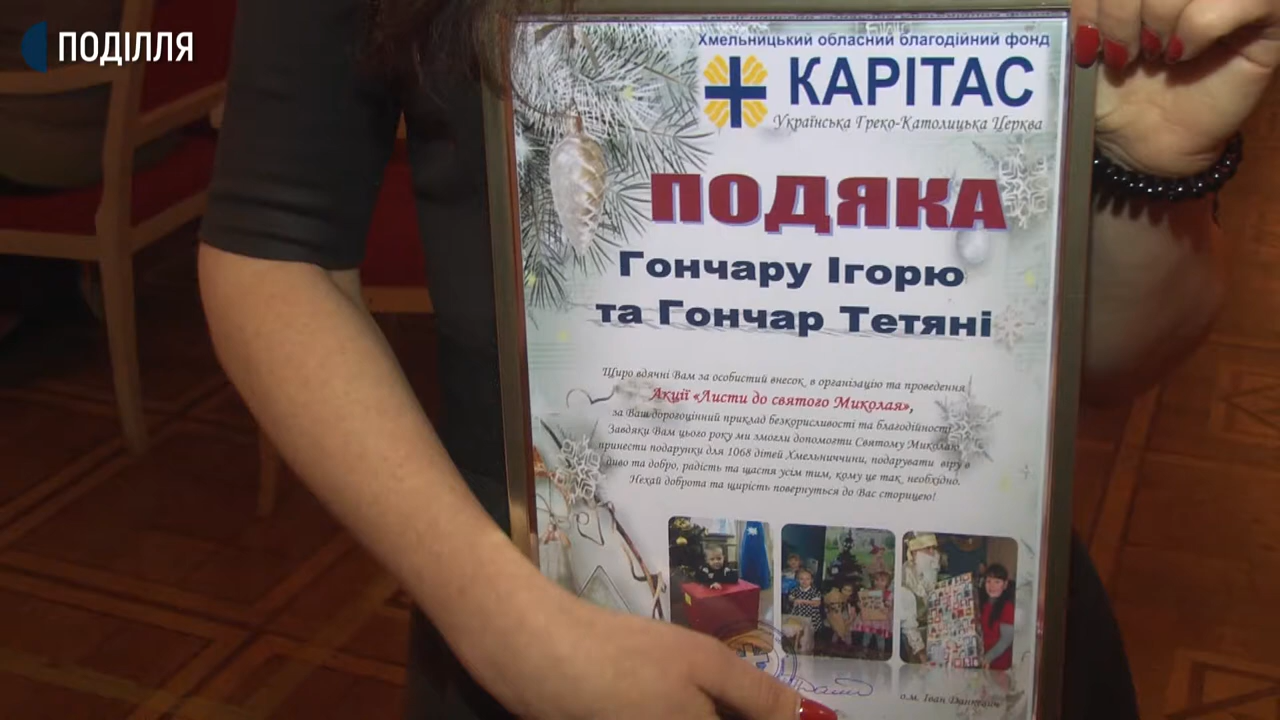 ПОДІЛЛЯ
Хмельницький обласний благодійний фонд
КАРІТАС
Українська Греко-Католицька Церква
ПОДЯКА
Гончару Ігорю
та Гончар Тетяні
Щиро вдячні Вам за особистий внесок в організацію та проведення
Акції «Листи до святого Миколая»,
за Ваш дорогоцінний приклад безкорисливості та благодійності.
Завдяки Вам цього року ми змогли допомогти Святому Миколаю
принести подарунки для 1068 дітей Хмельниччини, подарувати віру в
диво та добро, радість та щастя усім тим, кому це так необхідно.
Нехай доброта та щирість повернуться до Вас сторицею!
о.м. Іван